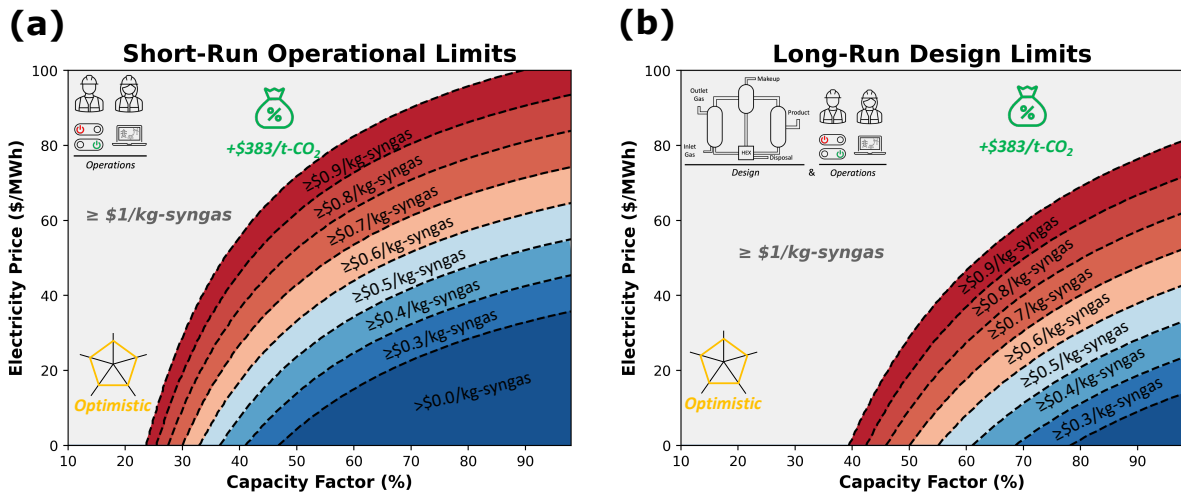 (a)
Short-Run Operational Limits
Electricity Price ($/MWh)
100
80
60
40
20
0
Operations
+$383/t-CO2
≥ $1/kg-syngas
≥$0.9/kg-syngas
≥$0.8/kg-syngas
≥$0.7/kg-syngas
≥$0.6/kg-syngas
≥$0.5/kg-syngas
≥$0.4/kg-syngas
≥$0.3/kg-syngas
>$0.0/kg-syngas
Optimistic
10 20 30 40 50 60 70 80 90
Capacity Factor (%)
(b)
Long-Run Design Limits
Electricity Price ($/MWh)
100
80
60
40
20
0
Makeup
Outlet
Gas
Product
Inlet
Gas
HEX
Disposal
Design & Operations
+$383/t-CO2
≥ $1/kg-syngas
≥$0.9/kg-syngas
≥$0.8/kg-syngas
≥$0.7/kg-syngas
≥$0.6/kg-syngas
≥$0.5/kg-syngas
≥$0.4/kg-syngas
≥$0.3/kg-syngas
Optimistic
10 20 30 40 50 60 70 80 90
Capacity Factor (%)